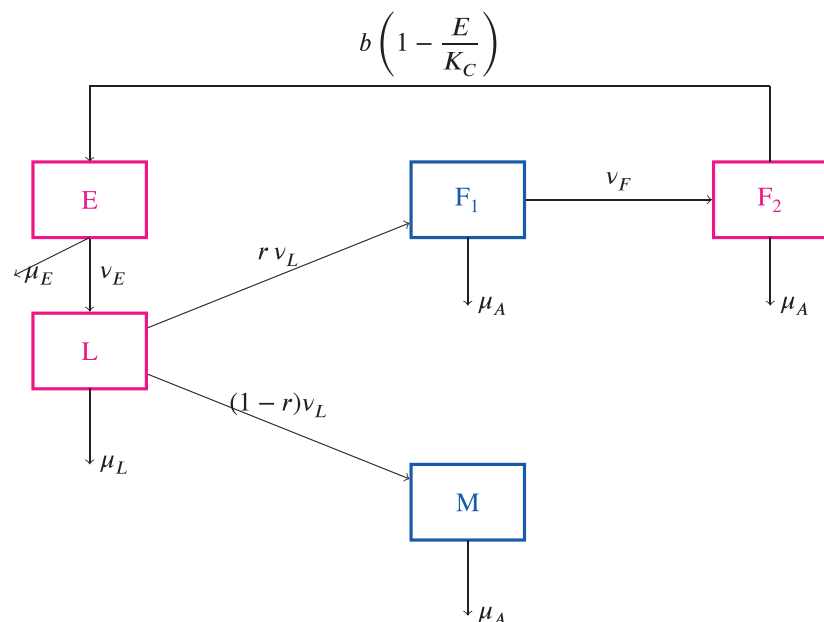 b ( 1 − E / K_C )
E
F₁
ν_F
F₂
μ_E
ν_E
r ν_L
μ_A
μ_A
L
(1 − r)ν_L
μ_L
M
μ_A